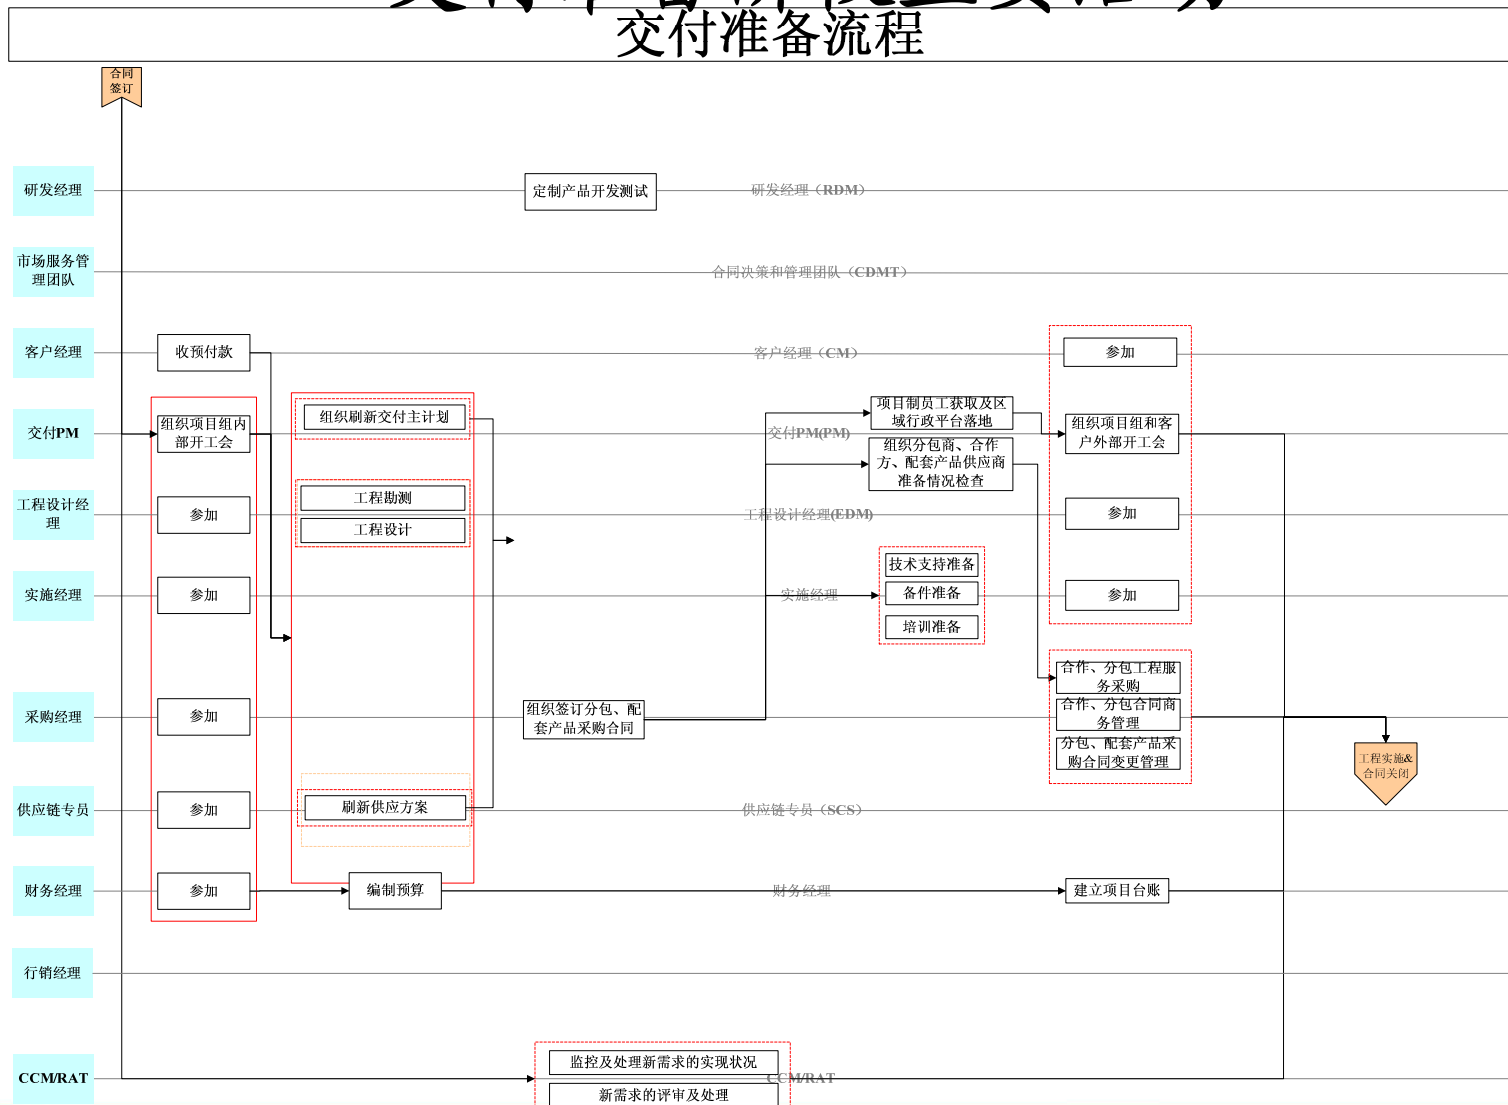 交付准备流程
合同
签订
研发经理
定制产品开发测试
研发经理（RDM）
市场服务管
理团队
合同决策和管理团队（CDMT）
客户经理
收预付款
客户经理（CM）
参加
交付PM
组织项目组内
部开工会
组织刷新交付主计划
交付PM(PM)
项目制员工获取及区
域行政平台落地
组织分包商、合作
方、配套产品供应商
准备情况检查
组织项目组和客
户外部开工会
工程设计经
理
参加
工程勘测
工程设计
工程设计经理(EDM)
参加
实施经理
参加
实施经理
技术支持准备
备件准备
培训准备
参加
采购经理
参加
组织签订分包、配
套产品采购合同
合作、分包工程服
务采购
合作、分包合同商
务管理
分包、配套产品采
购合同变更管理
工程实施&
合同关闭
供应链专员
参加
刷新供应方案
供应链专员（SCS）
财务经理
参加
编制预算
财务经理
建立项目台账
行销经理
CCM/RAT
监控及处理新需求的实现状况
CCM/RAT
新需求的评审及处理